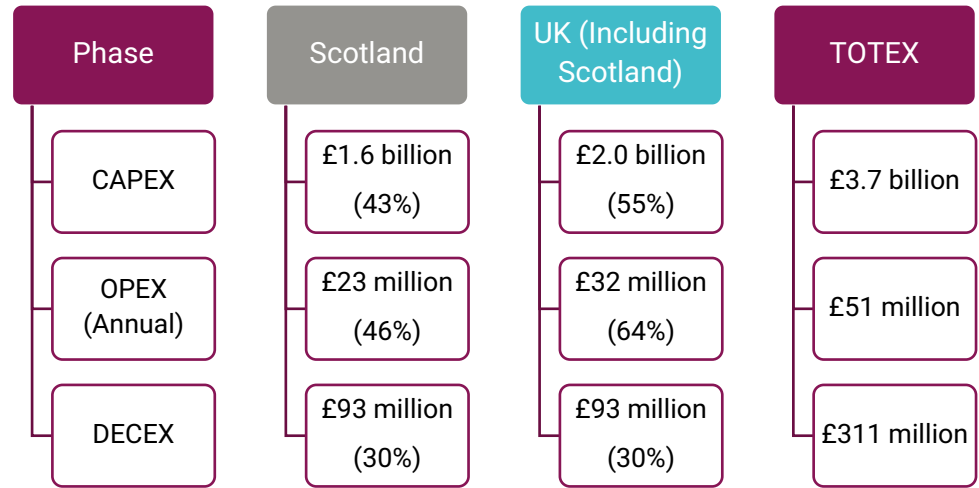 Phase
CAPEX
OPEX
(Annual)
DECEX
Scotland
£1.6 billion
(43%)
£23 million
(46%)
£93 million
(30%)
UK (Including
Scotland)
£2.0 billion
(55%)
£32 million
(64%)
£93 million
(30%)
TOTEX
£3.7 billion
£51 million
£311 million